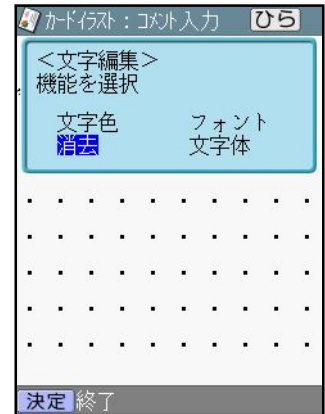 カードイラスト：コメント入力 ひら
＜文字編集＞
機能を選択
文字色 フォント
消去 文字体
決定 終了